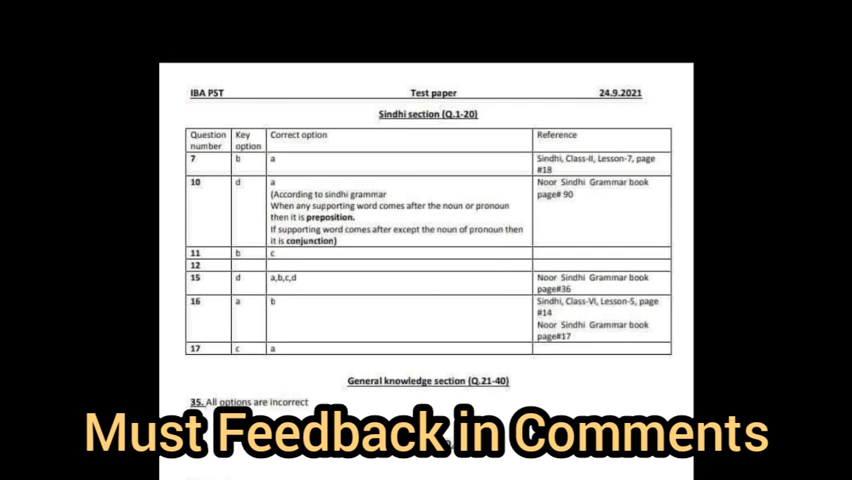 IBA PST Test paper 24.9.2021
Sindhi section (Q.1-20)
Question number Key option Correct option Reference
7 b a Sindhi, Class-II, Lesson-7, page #18
10 d a Noor Sindhi Grammar book page# 90
(According to sindhi grammar
When any supporting word comes after the noun or pronoun
then it is preposition.
If supporting word comes after except the noun of pronoun then
it is conjunction)
11 b c
12
15 d a,b,c,d Noor Sindhi Grammar book page#36
16 a b Sindhi, Class-VI, Lesson-5, page #14
Noor Sindhi Grammar book page#17
17 c a
General knowledge section (Q.21-40)
35. All options are incorrect
Must Feedback in Comments